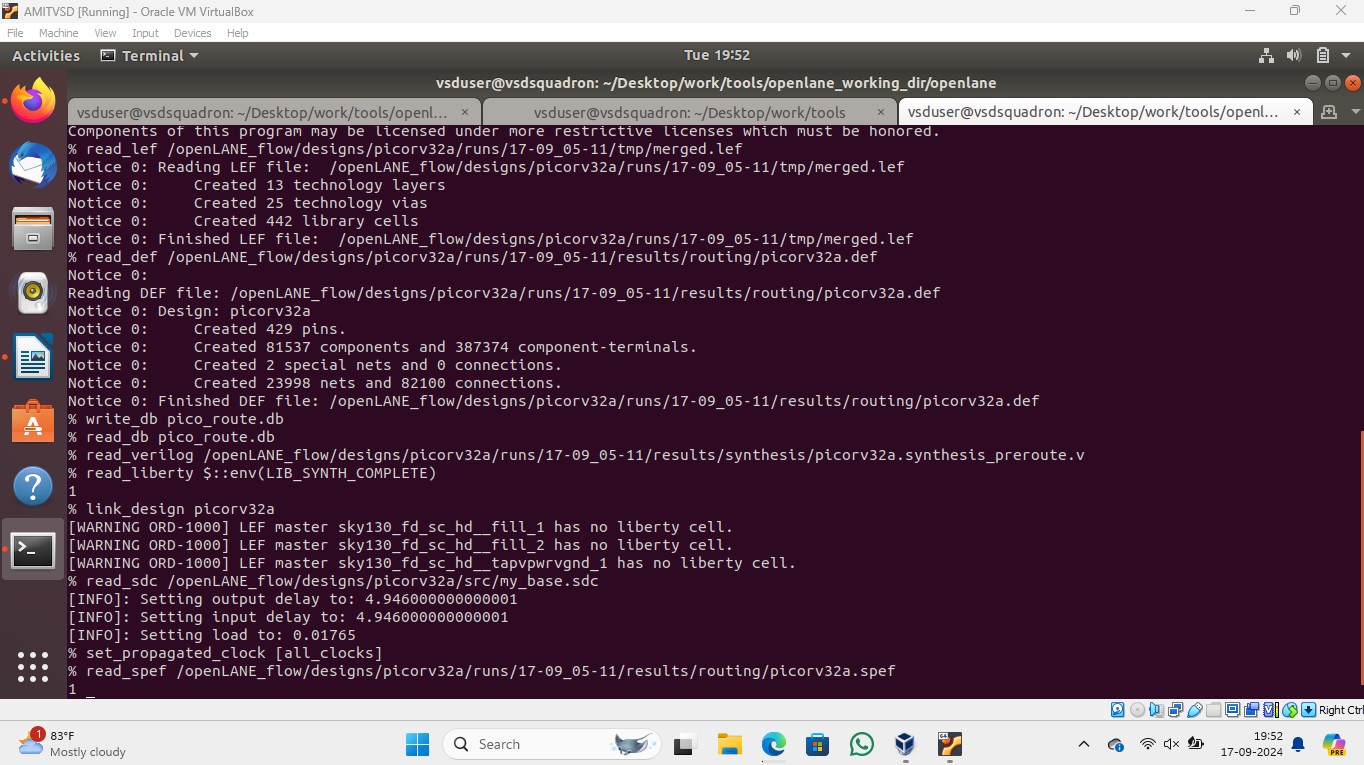 AMITVSD [Running] - Oracle VM VirtualBox
File Machine View Input Devices Help
Activities Terminal Tue 19:52
vsduser@vsdsquadron: ~/Desktop/work/tools/openlane_working_dir/openlane
vsduser@vsdsquadron: ~/Desktop/work/tools/openl... × vsduser@vsdsquadron: ~/Desktop/work/tools × vsduser@vsdsquadron: ~/Desktop/work/tools/openl... ×
Components of this program may be licensed under more restrictive licenses which must be honored.
% read_lef /openLANE_flow/designs/picorv32a/runs/17-09_05-11/tmp/merged.lef
Notice 0: Reading LEF file:  /openLANE_flow/designs/picorv32a/runs/17-09_05-11/tmp/merged.lef
Notice 0:     Created 13 technology layers
Notice 0:     Created 25 technology vias
Notice 0:     Created 442 library cells
Notice 0: Finished LEF file:  /openLANE_flow/designs/picorv32a/runs/17-09_05-11/tmp/merged.lef
% read_def /openLANE_flow/designs/picorv32a/runs/17-09_05-11/results/routing/picorv32a.def
Notice 0:
Reading DEF file: /openLANE_flow/designs/picorv32a/runs/17-09_05-11/results/routing/picorv32a.def
Notice 0: Design: picorv32a
Notice 0:     Created 429 pins.
Notice 0:     Created 81537 components and 387374 component-terminals.
Notice 0:     Created 2 special nets and 0 connections.
Notice 0:     Created 23998 nets and 82100 connections.
Notice 0: Finished DEF file: /openLANE_flow/designs/picorv32a/runs/17-09_05-11/results/routing/picorv32a.def
% write_db pico_route.db
% read_db pico_route.db
% read_verilog /openLANE_flow/designs/picorv32a/runs/17-09_05-11/results/synthesis/picorv32a.synthesis_preroute.v
% read_liberty $::env(LIB_SYNTH_COMPLETE)
1
% link_design picorv32a
[WARNING ORD-1000] LEF master sky130_fd_sc_hd__fill_1 has no liberty cell.
[WARNING ORD-1000] LEF master sky130_fd_sc_hd__fill_2 has no liberty cell.
[WARNING ORD-1000] LEF master sky130_fd_sc_hd__tapvpwrvgnd_1 has no liberty cell.
% read_sdc /openLANE_flow/designs/picorv32a/src/my_base.sdc
[INFO]: Setting output delay to: 4.946000000000001
[INFO]: Setting input delay to: 4.946000000000001
[INFO]: Setting load to: 0.01765
% set_propagated_clock [all_clocks]
% read_spef /openLANE_flow/designs/picorv32a/runs/17-09_05-11/results/routing/picorv32a.spef
1 _
Right Ctrl
1 83°F
Mostly cloudy
Search
64
PRE
19:52
17-09-2024